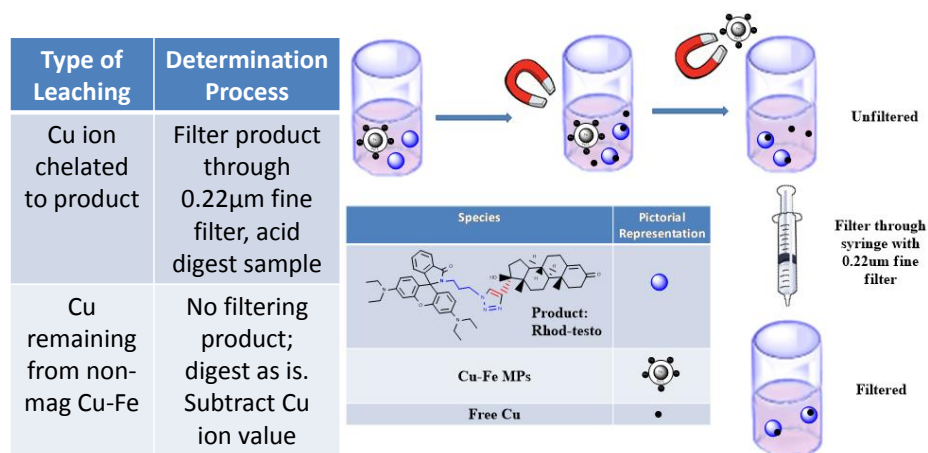 Type of
Leaching
Determination
Process
Cu ion
chelated
to product
Filter product
through
0.22µm fine
filter, acid
digest sample
Cu
remaining
from non-
mag Cu-Fe
No filtering
product;
digest as is.
Subtract Cu
ion value
Unfiltered
Filter through
syringe with
0.22um fine
filter
Filtered
Species
Pictorial
Representation
Product:
Rhod-testo
Cu-Fe MPs
Free Cu